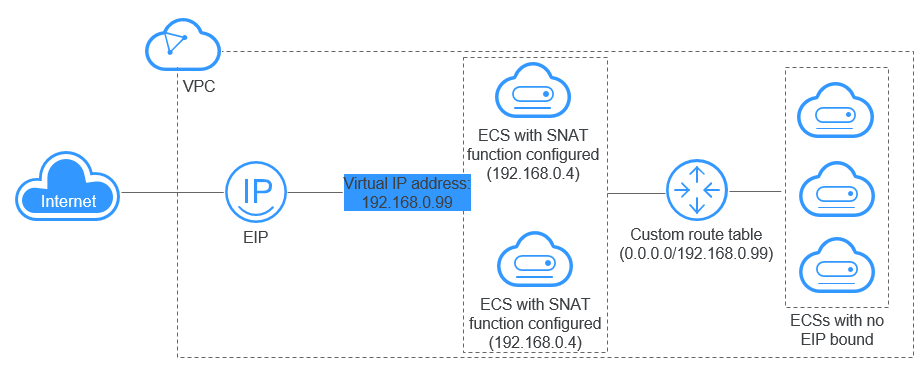 VPC
ECS with SNAT
function configured
(192.168.0.4)
Internet
IP
EIP
Virtual IP address:
192.168.0.99
Custom route table
(0.0.0.0/192.168.0.99)
ECS with SNAT
function configured
(192.168.0.4)
ECSs with no
EIP bound